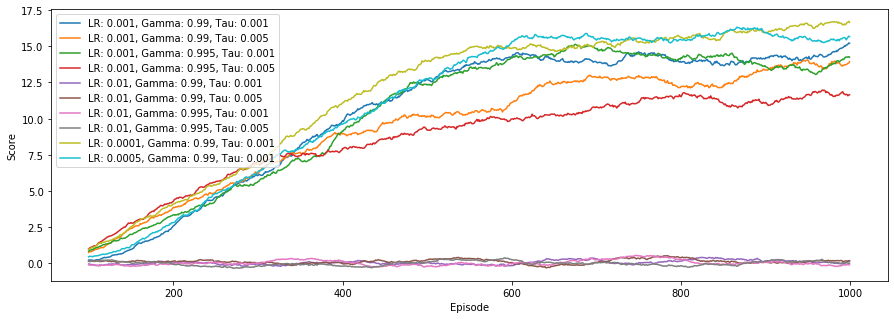 17.5
15.0
12.5
10.0
7.5
5.0
2.5
0.0
Score
LR: 0.001, Gamma: 0.99, Tau: 0.001
LR: 0.001, Gamma: 0.99, Tau: 0.005
LR: 0.001, Gamma: 0.995, Tau: 0.001
LR: 0.001, Gamma: 0.995, Tau: 0.005
LR: 0.01, Gamma: 0.99, Tau: 0.001
LR: 0.01, Gamma: 0.99, Tau: 0.005
LR: 0.01, Gamma: 0.995, Tau: 0.001
LR: 0.01, Gamma: 0.995, Tau: 0.005
LR: 0.0001, Gamma: 0.99, Tau: 0.001
LR: 0.0005, Gamma: 0.99, Tau: 0.001
200 400 600 800 1000
Episode